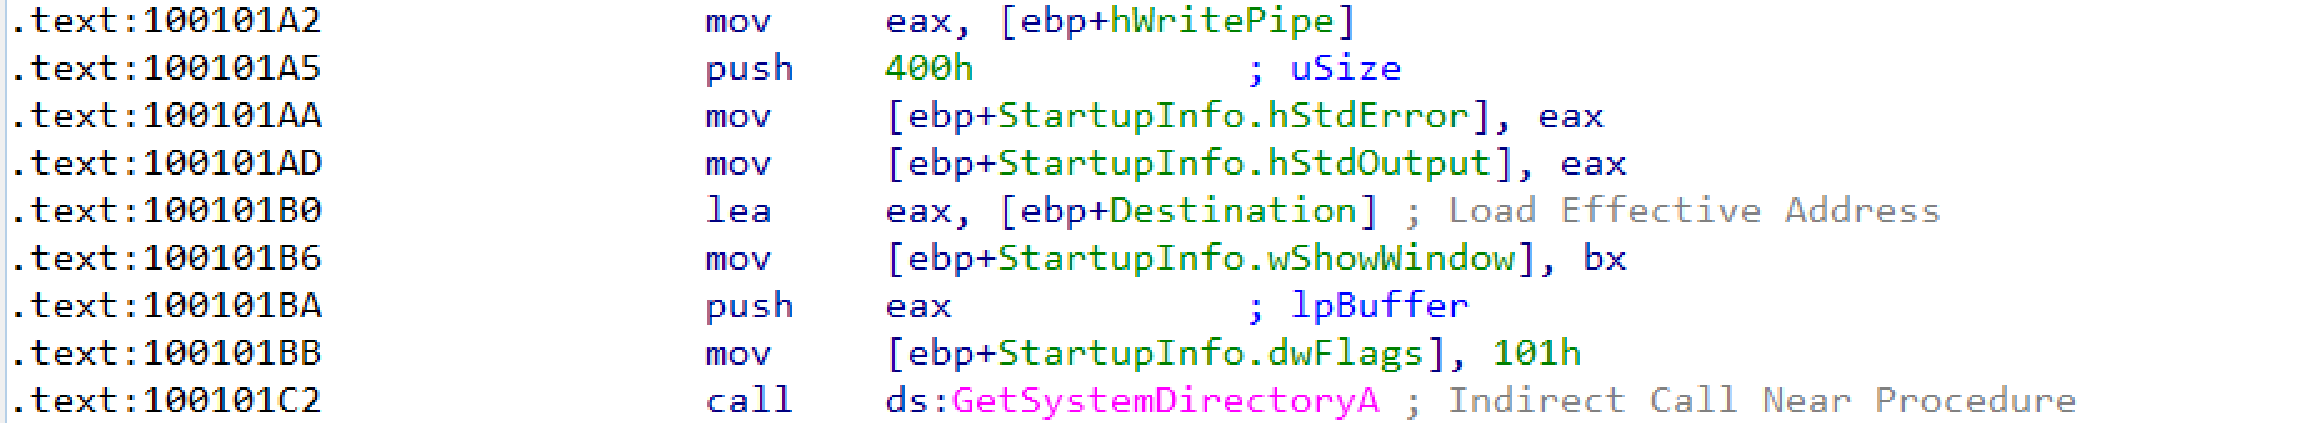 .text:100101A2 mov eax, [ebp+hWritePipe]
.text:100101A5 push 400h ; uSize
.text:100101AA mov [ebp+StartupInfo.hStdError], eax
.text:100101AD mov [ebp+StartupInfo.hStdOutput], eax
.text:100101B0 lea eax, [ebp+Destination] ; Load Effective Address
.text:100101B6 mov [ebp+StartupInfo.wShowWindow], bx
.text:100101BA push eax ; lpBuffer
.text:100101BB mov [ebp+StartupInfo.dwFlags], 101h
.text:100101C2 call ds:GetSystemDirectoryA ; Indirect Call Near Procedure